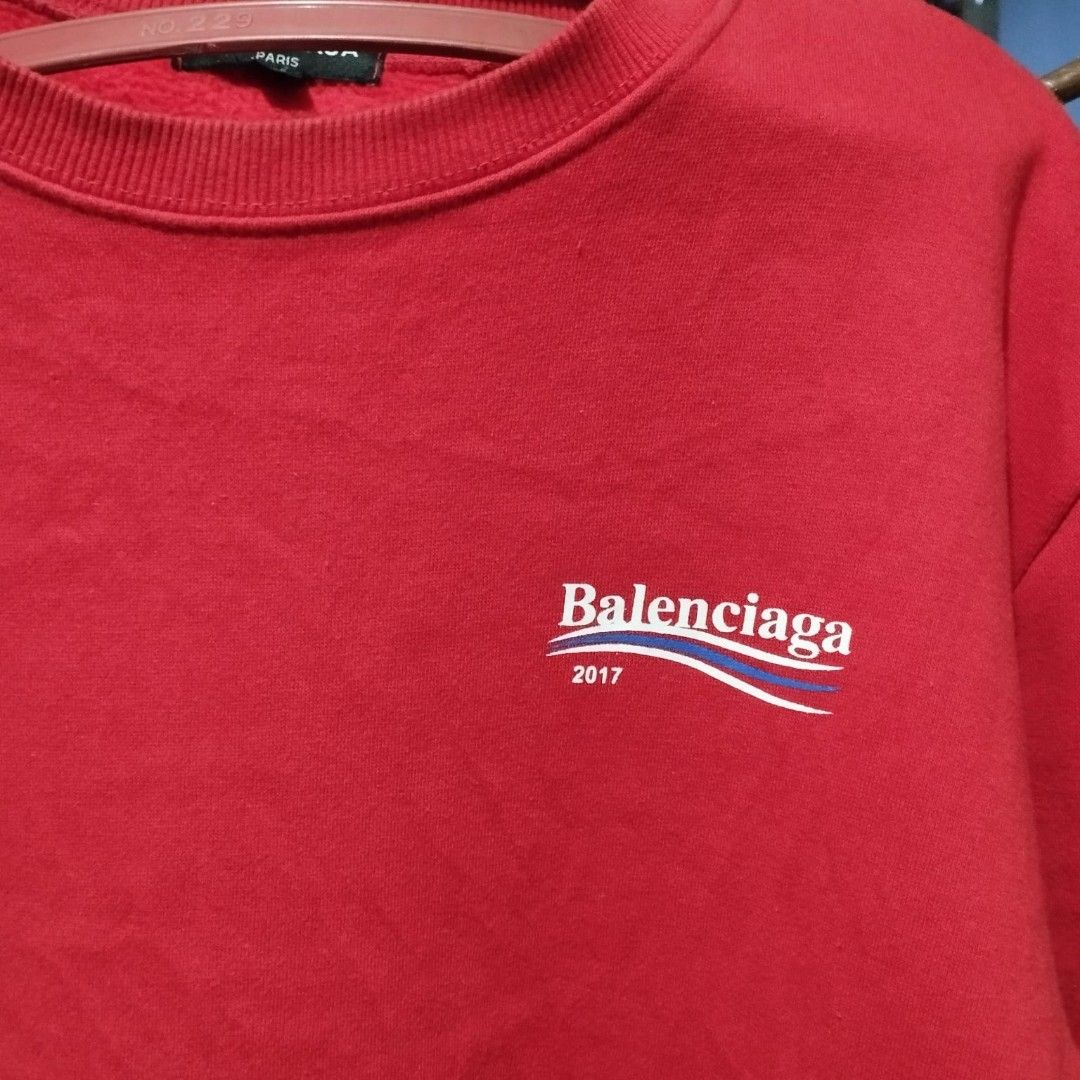 NO.229
PARIS
Balenciaga
2017